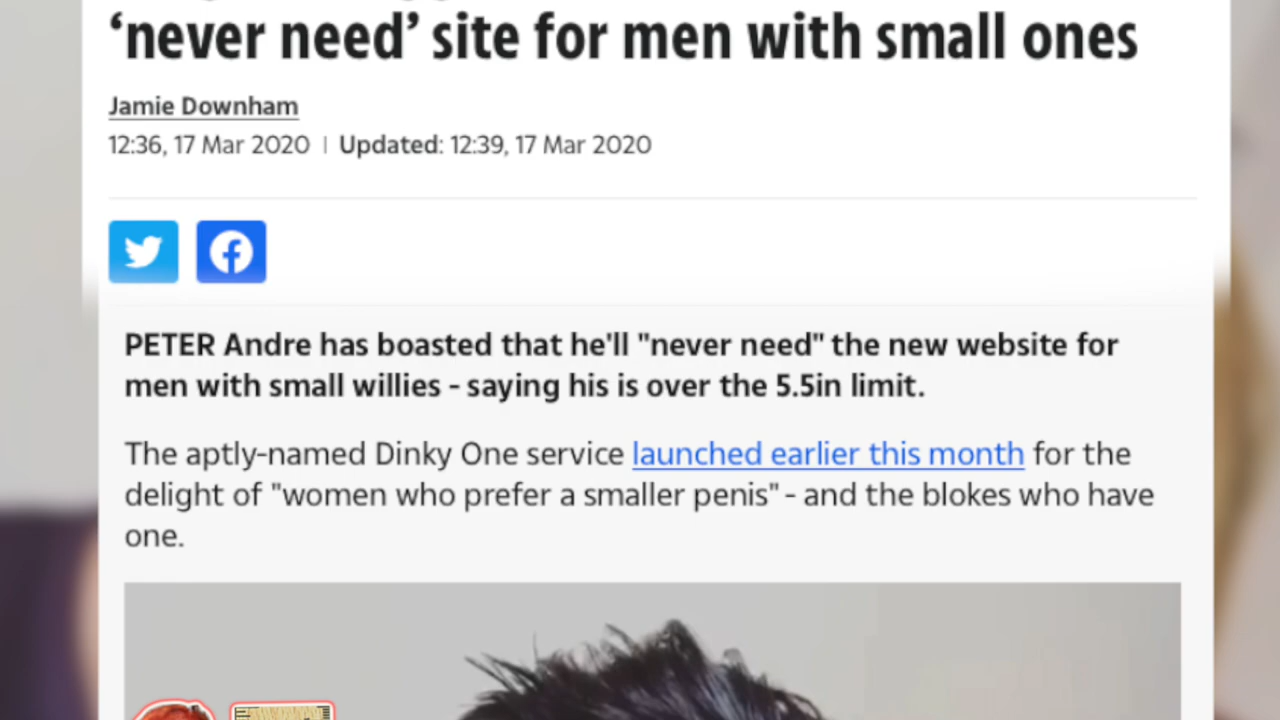 ‘never need’ site for men with small ones
Jamie Downham
12:36, 17 Mar 2020 | Updated: 12:39, 17 Mar 2020
PETER Andre has boasted that he'll "never need" the new website for
men with small willies - saying his is over the 5.5in limit.
The aptly-named Dinky One service launched earlier this month for the
delight of "women who prefer a smaller penis" - and the blokes who have
one.